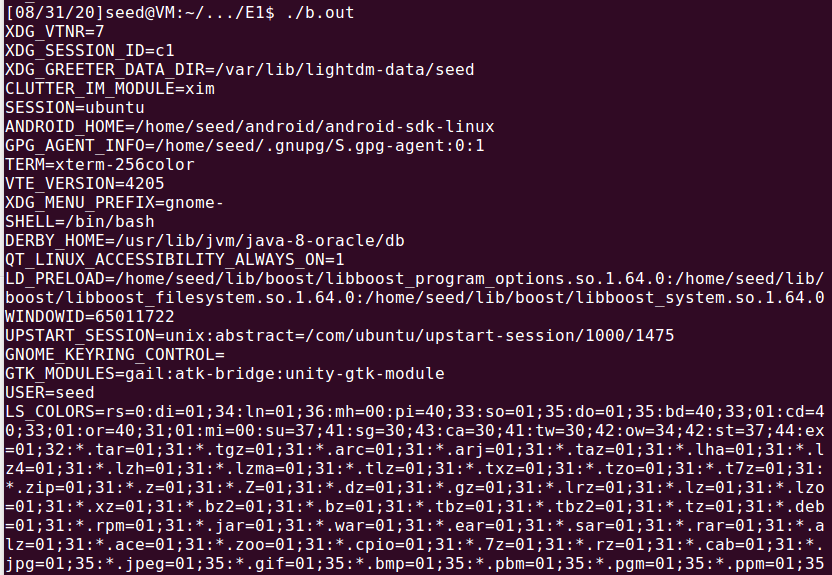 [08/31/20]seed@VM:~/.../E1$ ./b.out
XDG_VTNR=7
XDG_SESSION_ID=c1
XDG_GREETER_DATA_DIR=/var/lib/lightdm-data/seed
CLUTTER_IM_MODULE=xim
SESSION=ubuntu
ANDROID_HOME=/home/seed/android/android-sdk-linux
GPG_AGENT_INFO=/home/seed/.gnupg/S.gpg-agent:0:1
TERM=xterm-256color
VTE_VERSION=4205
XDG_MENU_PREFIX=gnome-
SHELL=/bin/bash
DERBY_HOME=/usr/lib/jvm/java-8-oracle/db
QT_LINUX_ACCESSIBILITY_ALWAYS_ON=1
LD_PRELOAD=/home/seed/lib/boost/libboost_program_options.so.1.64.0:/home/seed/lib/
boost/libboost_filesystem.so.1.64.0:/home/seed/lib/boost/libboost_system.so.1.64.0
WINDOWID=65011722
UPSTART_SESSION=unix:abstract=/com/ubuntu/upstart-session/1000/1475
GNOME_KEYRING_CONTROL=
GTK_MODULES=gail:atk-bridge:unity-gtk-module
USER=seed
LS_COLORS=rs=0:di=01;34:ln=01;36:mh=00:pi=40;33:so=01;35:do=01;35:bd=40;33;01:cd=4
0;33;01:or=40;31;01:mi=00:su=37;41:sg=30;43:ca=30;41:tw=30;42:ow=34;42:st=37;44:ex
=01;32:*.tar=01;31:*.tgz=01;31:*.arc=01;31:*.arj=01;31:*.taz=01;31:*.lha=01;31:*.l
z4=01;31:*.lzh=01;31:*.lzma=01;31:*.tlz=01;31:*.txz=01;31:*.tzo=01;31:*.t7z=01;31:
*.zip=01;31:*.z=01;31:*.Z=01;31:*.dz=01;31:*.gz=01;31:*.lrz=01;31:*.lz=01;31:*.lzo
=01;31:*.xz=01;31:*.bz2=01;31:*.bz=01;31:*.tbz=01;31:*.tbz2=01;31:*.tz=01;31:*.deb
=01;31:*.rpm=01;31:*.jar=01;31:*.war=01;31:*.ear=01;31:*.sar=01;31:*.rar=01;31:*.a
lz=01;31:*.ace=01;31:*.zoo=01;31:*.cpio=01;31:*.7z=01;31:*.rz=01;31:*.cab=01;31:*.
jpg=01;35:*.jpeg=01;35:*.gif=01;35:*.bmp=01;35:*.pbm=01;35:*.pgm=01;35:*.ppm=01;35